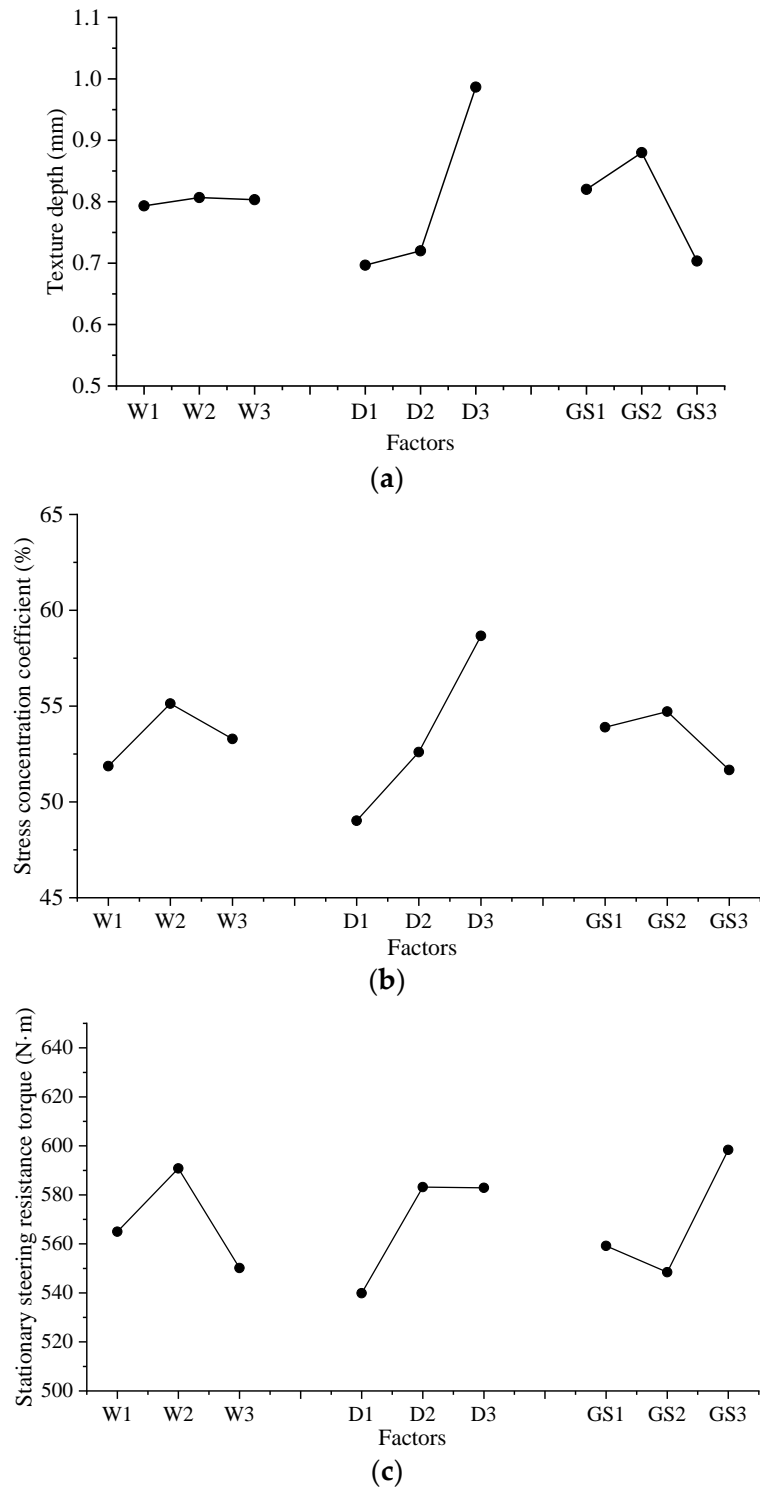 1.1
1.0
0.9
0.8
0.7
0.6
0.5
Texture depth (mm)
W1 W2 W3 D1 D2 D3 GS1 GS2 GS3
Factors
(a)
65
60
55
50
45
Stress concentration coefficient (%)
W1 W2 W3 D1 D2 D3 GS1 GS2 GS3
Factors
(b)
640
620
600
580
560
540
520
500
Stationary steering resistance torque (N·m)
W1 W2 W3 D1 D2 D3 GS1 GS2 GS3
Factors
(c)